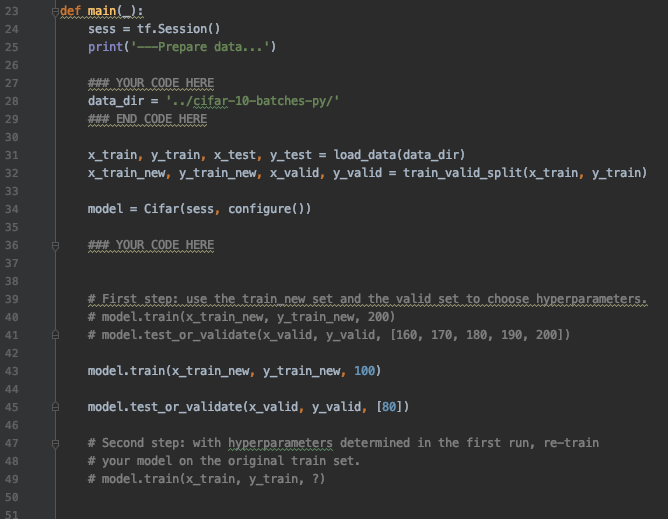 23 def main(_):
24 sess = tf.Session()
25 print('---Prepare data...')
26
27 ### YOUR CODE HERE
28 data_dir = '../cifar-10-batches-py/'
29 ### END CODE HERE
30
31 x_train, y_train, x_test, y_test = load_data(data_dir)
32 x_train_new, y_train_new, x_valid, y_valid = train_valid_split(x_train, y_train)
33
34 model = Cifar(sess, configure())
35
36 ### YOUR CODE HERE
37
38
39 # First step: use the train_new set and the valid set to choose hyperparameters.
40 # model.train(x_train_new, y_train_new, 200)
41 # model.test_or_validate(x_valid, y_valid, [160, 170, 180, 190, 200])
42
43 model.train(x_train_new, y_train_new, 100)
44
45 model.test_or_validate(x_valid, y_valid, [80])
46
47 # Second step: with hyperparameters determined in the first run, re-train
48 # your model on the original train set.
49 # model.train(x_train, y_train, ?)
50
51